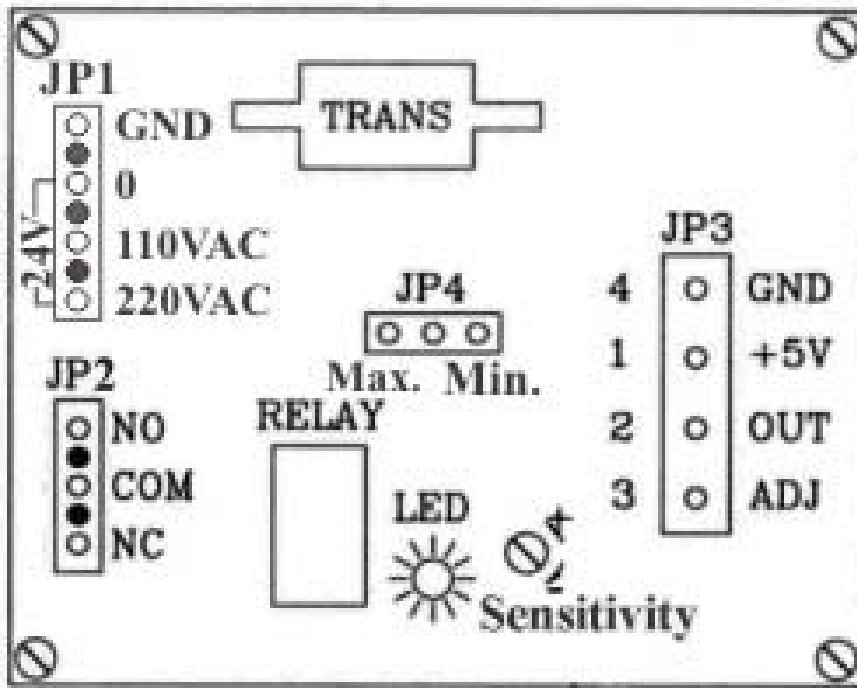 JP1
GND
0
110VAC
220VAC
24V
TRANS
JP3
4 GND
1 +5V
2 OUT
3 ADJ
JP4
Max. Min.
JP2
NO
COM
NC
RELAY
LED
Sensitivity